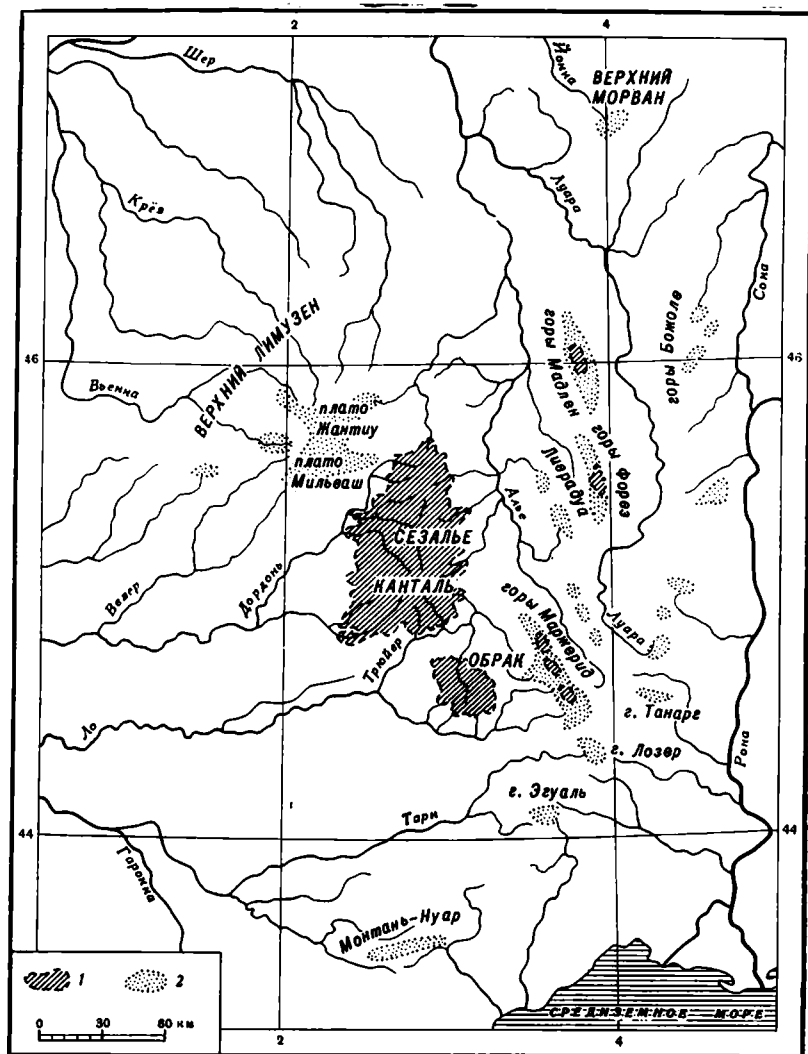 2
4
Шер
Йонна
ВЕРХНИЙ
МОРВАН
Луара
Крёз
Сона
ВЕРХНИЙ ЛИМУЗЕН
горы Мадлен
горы Божоле
46
46
Вьенна
плато
Жантиу
плато
Мильваш
горы Форез
Ливрадуа
Алье
СЕЗАЛЬЕ
КАНТАЛЬ
Везер
Дордонь
горы Маржерид
Луара
Трюйер
ОБРАК
г. Танарг
Ло
г. Лозер
Рона
г. Эгуаль
Тарн
44
44
Гаронна
Монтань-Нуар
1
2
0 30 60 км
СРЕДИЗЕМНОЕ МОРЕ
2
4